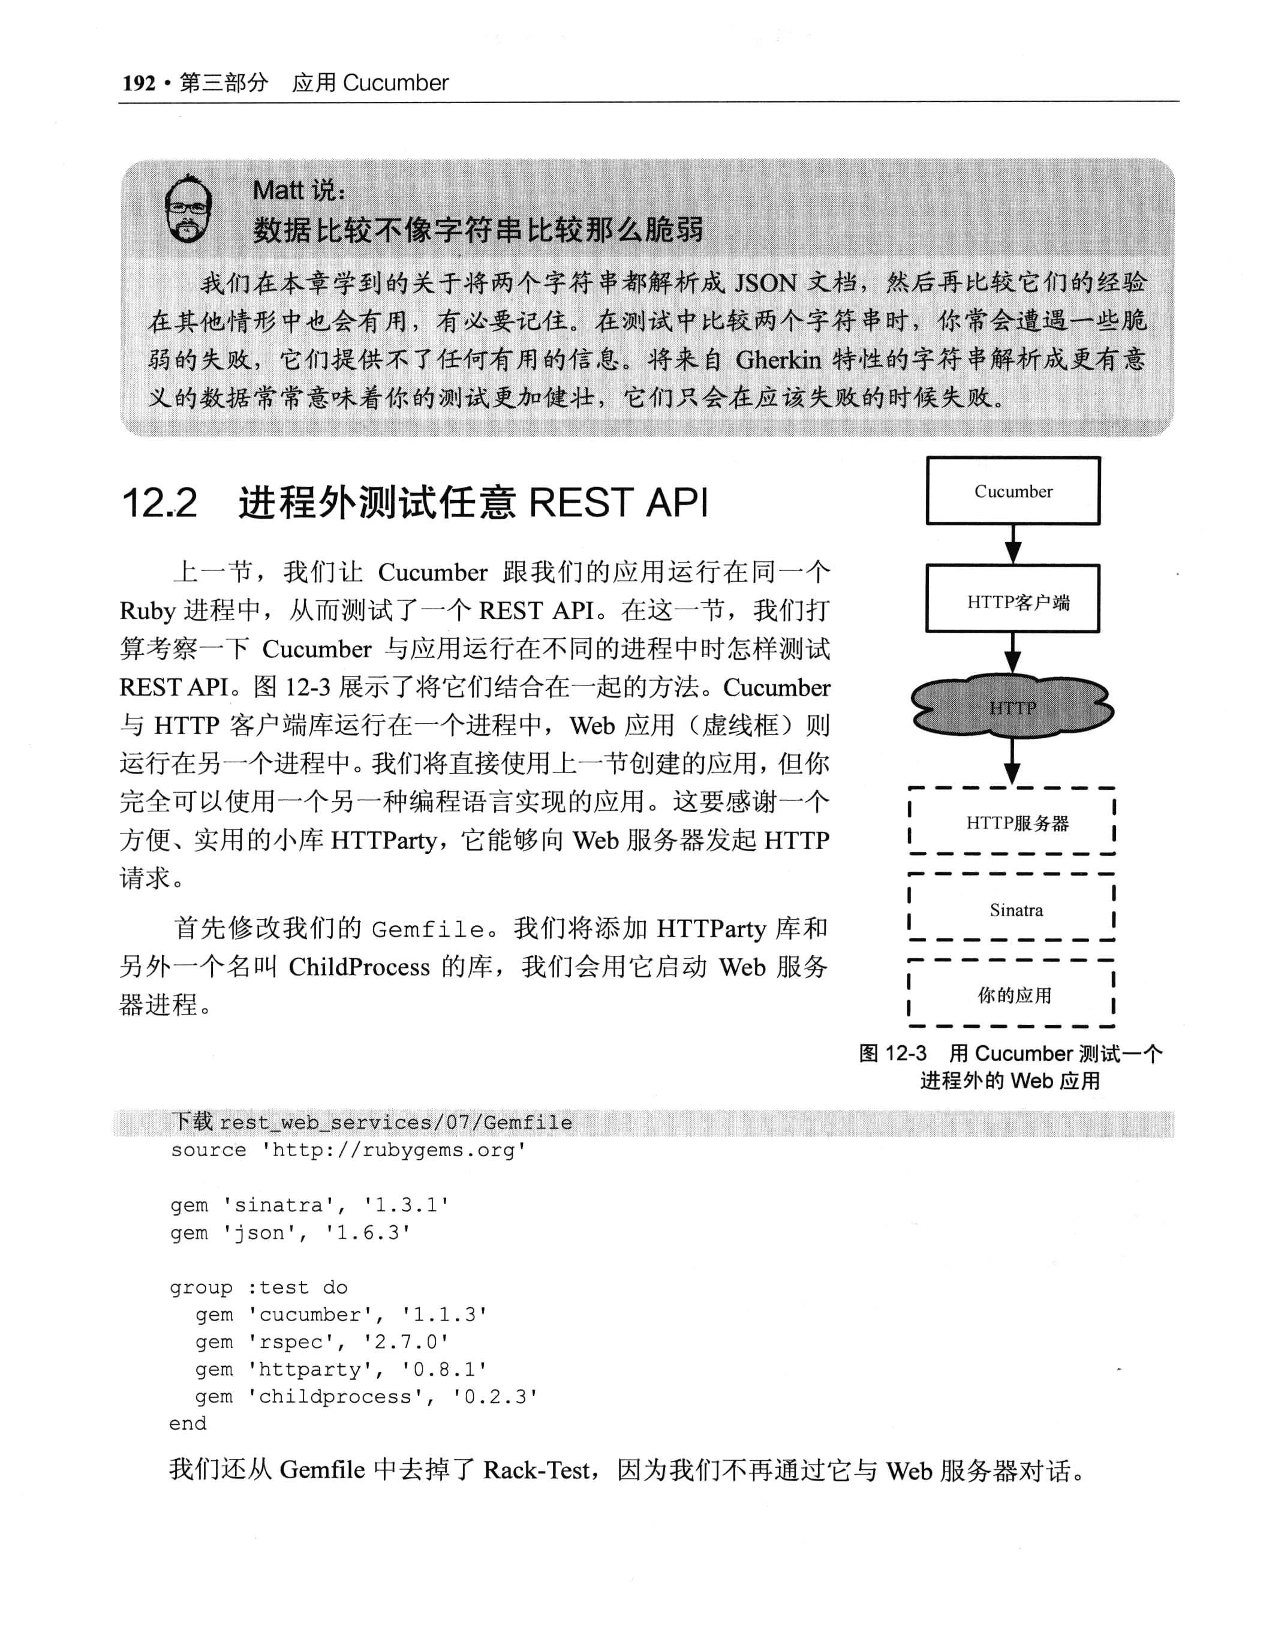 192·第三部分 应用 Cucumber
Matt 说：
数据比较不像字符串比较那么脆弱
我们在本章学到的关于将两个字符串都解析成 JSON 文档，然后再比较它们的经验
在其他情形中也会有用，有必要记住。在测试中比较两个字符串时，你常会遭遇一些脆
弱的失败，它们提供不了任何有用的信息。将来自 Gherkin 特性的字符串解析成更有意
义的数据常常意味着你的测试更加健壮，它们只会在应该失败的时候失败。
12.2 进程外测试任意 REST API
上一节，我们让 Cucumber 跟我们的应用运行在同一个
Ruby 进程中，从而测试了一个 REST API。在这一节，我们打
算考察一下 Cucumber 与应用运行在不同的进程中时怎样测试
REST API。图 12-3 展示了将它们结合在一起的方法。Cucumber
与 HTTP 客户端库运行在一个进程中，Web 应用（虚线框）则
运行在另一个进程中。我们将直接使用上一节创建的应用，但你
完全可以使用一个另一种编程语言实现的应用。这要感谢一个
方便、实用的小库 HTTParty，它能够向 Web 服务器发起 HTTP
请求。
首先修改我们的 Gemfile。我们将添加 HTTParty 库和
另外一个名叫 ChildProcess 的库，我们会用它启动 Web 服务
器进程。
Cucumber
HTTP客户端
HTTP
HTTP服务器
Sinatra
你的应用
图 12-3 用 Cucumber 测试一个
进程外的 Web 应用
下载 rest_web_services/07/Gemfile
source 'http://rubygems.org'
gem 'sinatra', '1.3.1'
gem 'json', '1.6.3'
group :test do
  gem 'cucumber', '1.1.3'
  gem 'rspec', '2.7.0'
  gem 'httparty', '0.8.1'
  gem 'childprocess', '0.2.3'
end
我们还从 Gemfile 中去掉了 Rack-Test，因为我们不再通过它与 Web 服务器对话。